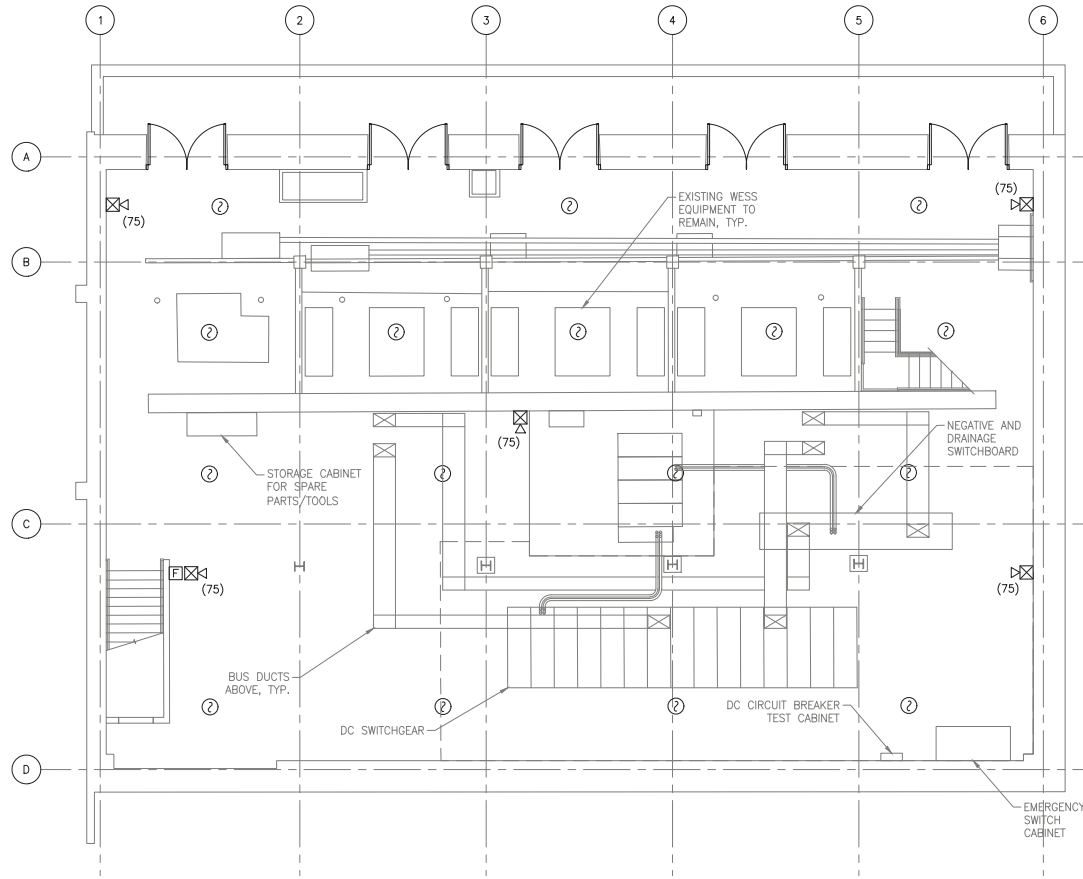 1 2 3 4 5 6
A
(75)
(75)
EXISTING WESS
EQUIPMENT TO
REMAIN, TYP.
B
(75)
NEGATIVE AND
DRAINAGE
SWITCHBOARD
STORAGE CABINET
FOR SPARE
PARTS/TOOLS
C
F
(75)
(75)
BUS DUCTS
ABOVE, TYP.
DC SWITCHGEAR
DC CIRCUIT BREAKER
TEST CABINET
D
EMERGENCY
SWITCH
CABINET